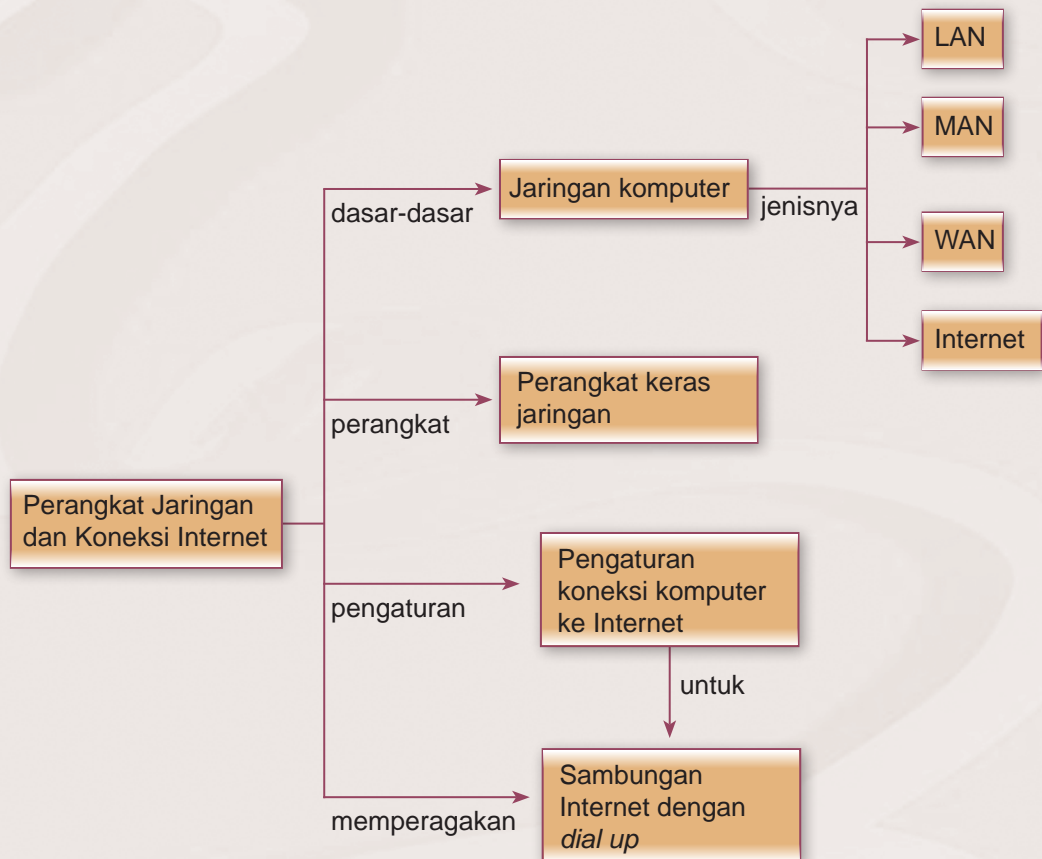 LAN
MAN
Jaringan komputer
dasar-dasar
jenisnya
WAN
Internet
Perangkat keras
jaringan
perangkat
Perangkat Jaringan
dan Koneksi Internet
Pengaturan
koneksi komputer
ke Internet
pengaturan
untuk
Sambungan
Internet dengan
dial up
memperagakan